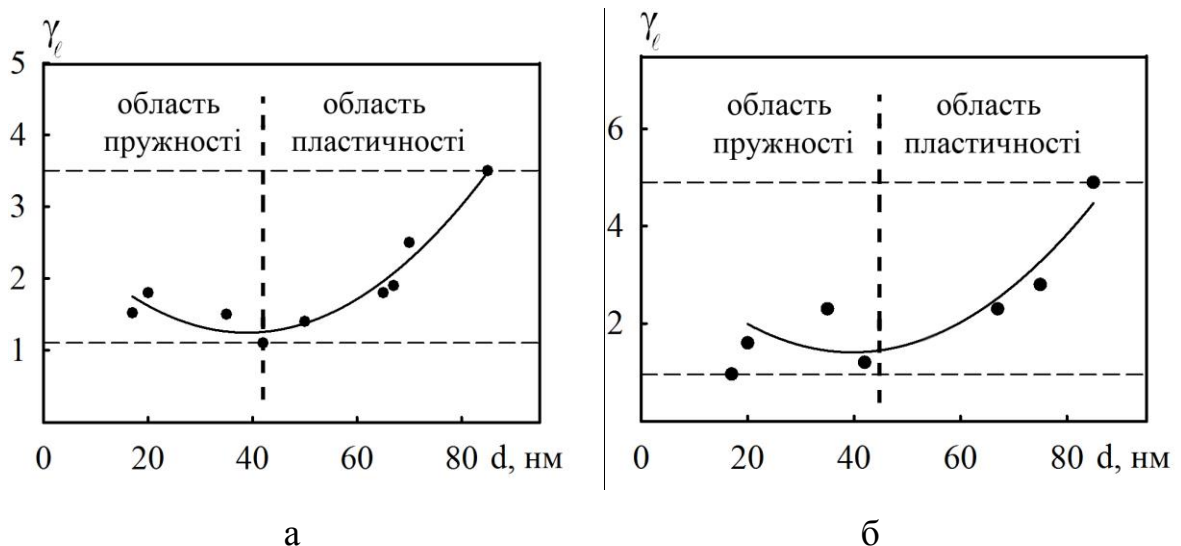 γℓ
5
4
3
2
1
область
пружності
область
пластичності
0
20
40
60
80
d, нм
а
γℓ
6
4
2
область
пружності
область
пластичності
0
20
40
60
80
d, нм
б